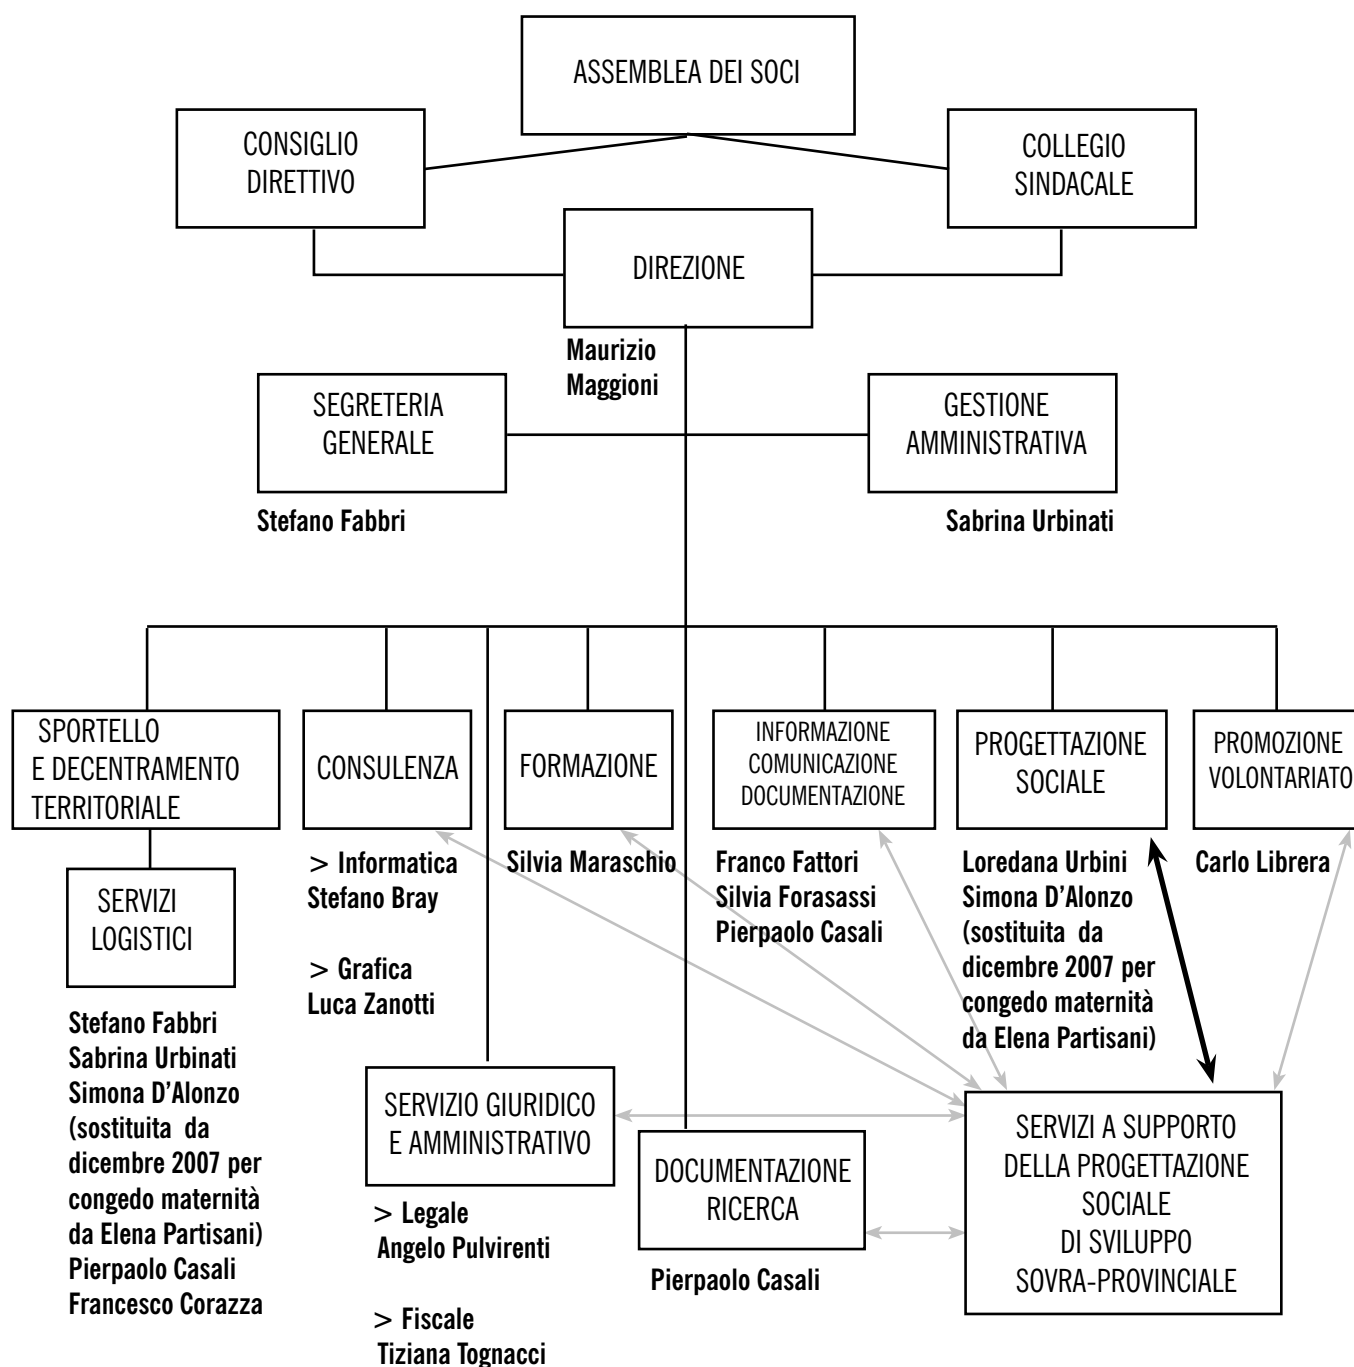 ASSEMBLEA DEI SOCI
CONSIGLIO
DIRETTIVO
COLLEGIO
SINDACALE
DIREZIONE
Maurizio
Maggioni
SEGRETERIA
GENERALE
GESTIONE
AMMINISTRATIVA
Stefano Fabbri
Sabrina Urbinati
SPORTELLO
E DECENTRAMENTO
TERRITORIALE
CONSULENZA
FORMAZIONE
INFORMAZIONE
COMUNICAZIONE
DOCUMENTAZIONE
PROGETTAZIONE
SOCIALE
PROMOZIONE
VOLONTARIATO
SERVIZI
LOGISTICI
Stefano Fabbri
Sabrina Urbinati
Simona D'Alonzo
(sostituita da
dicembre 2007 per
congedo maternità
da Elena Partisani)
Pierpaolo Casali
Francesco Corazza
> Informatica
Stefano Bray
> Grafica
Luca Zanotti
Silvia Maraschio
Franco Fattori
Silvia Forasassi
Pierpaolo Casali
Loredana Urbini
Simona D'Alonzo
(sostituita da
dicembre 2007 per
congedo maternità
da Elena Partisani)
Carlo Librera
SERVIZIO GIURIDICO
E AMMINISTRATIVO
> Legale
Angelo Pulvirenti
> Fiscale
Tiziana Tognacci
DOCUMENTAZIONE
RICERCA
Pierpaolo Casali
SERVIZI A SUPPORTO
DELLA PROGETTAZIONE
SOCIALE
DI SVILUPPO
SOVRA-PROVINCIALE